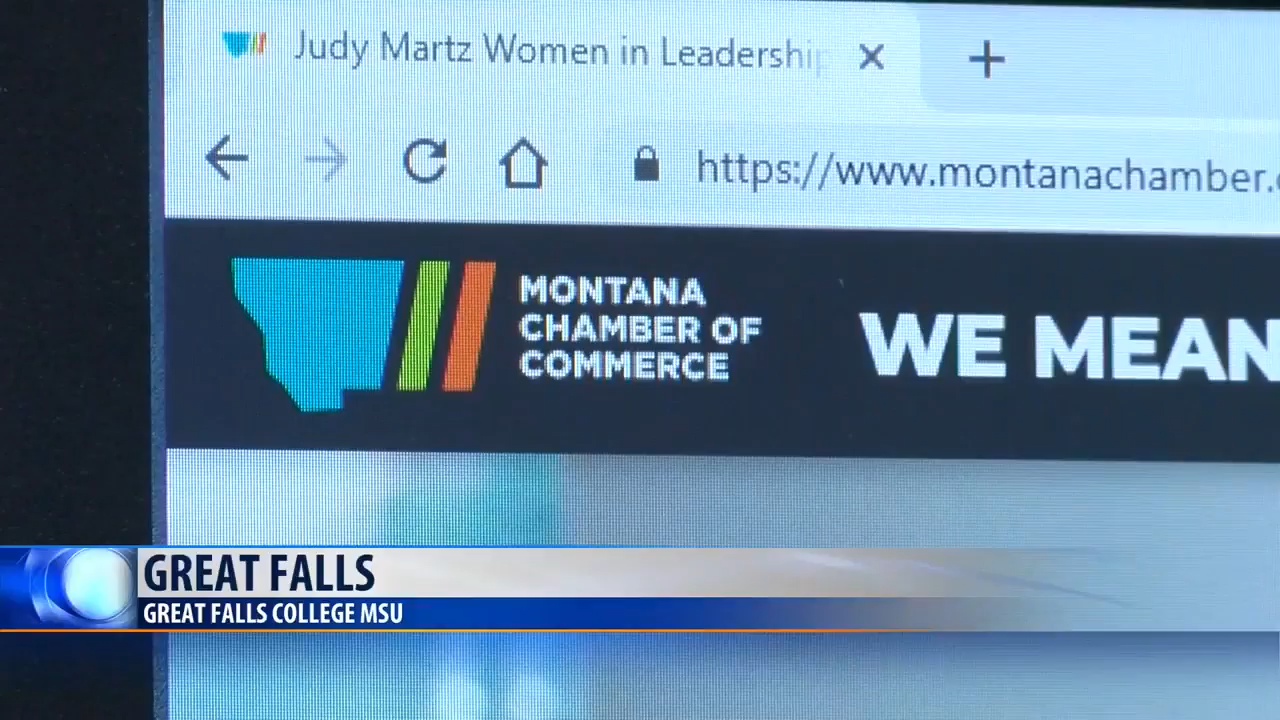 Judy Martz Women in Leadership
https://www.montanachamber.
MONTANA
CHAMBER OF
COMMERCE
WE MEAN
GREAT FALLS
GREAT FALLS COLLEGE MSU